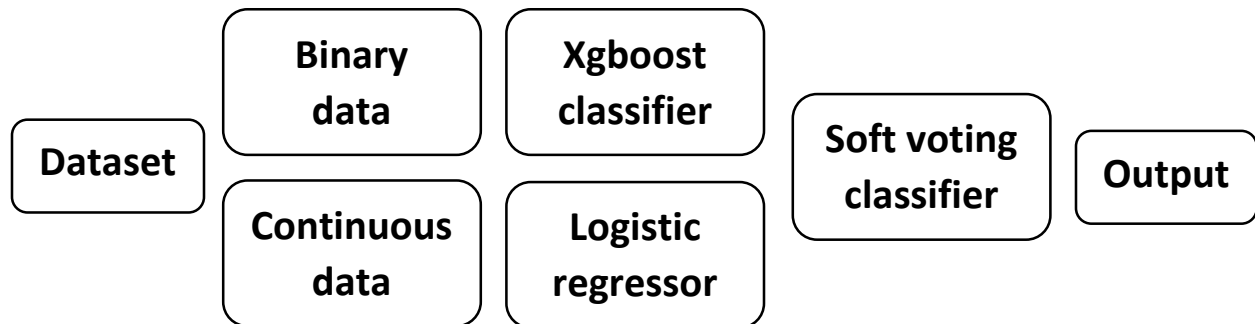 Dataset
Binary
data
Continuous
data
Xgboost
classifier
Logistic
regressor
Soft voting
classifier
Output